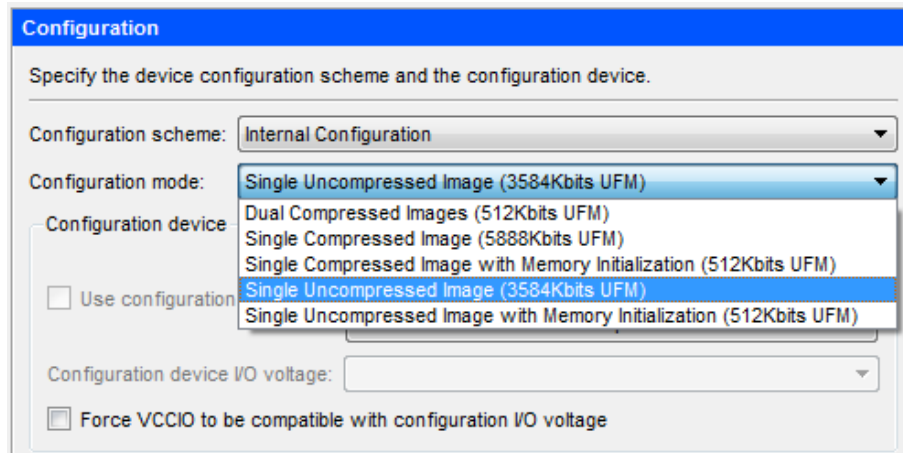 Configuration
Specify the device configuration scheme and the configuration device.
Configuration scheme: Internal Configuration
Configuration mode: Single Uncompressed Image (3584Kbits UFM)
Dual Compressed Images (512Kbits UFM)
Configuration device
Single Compressed Image (5888Kbits UFM)
Single Compressed Image with Memory Initialization (512Kbits UFM)
Use configuration Single Uncompressed Image (3584Kbits UFM)
Single Uncompressed Image with Memory Initialization (512Kbits UFM)
Configuration device I/O voltage:
Force VCCIO to be compatible with configuration I/O voltage